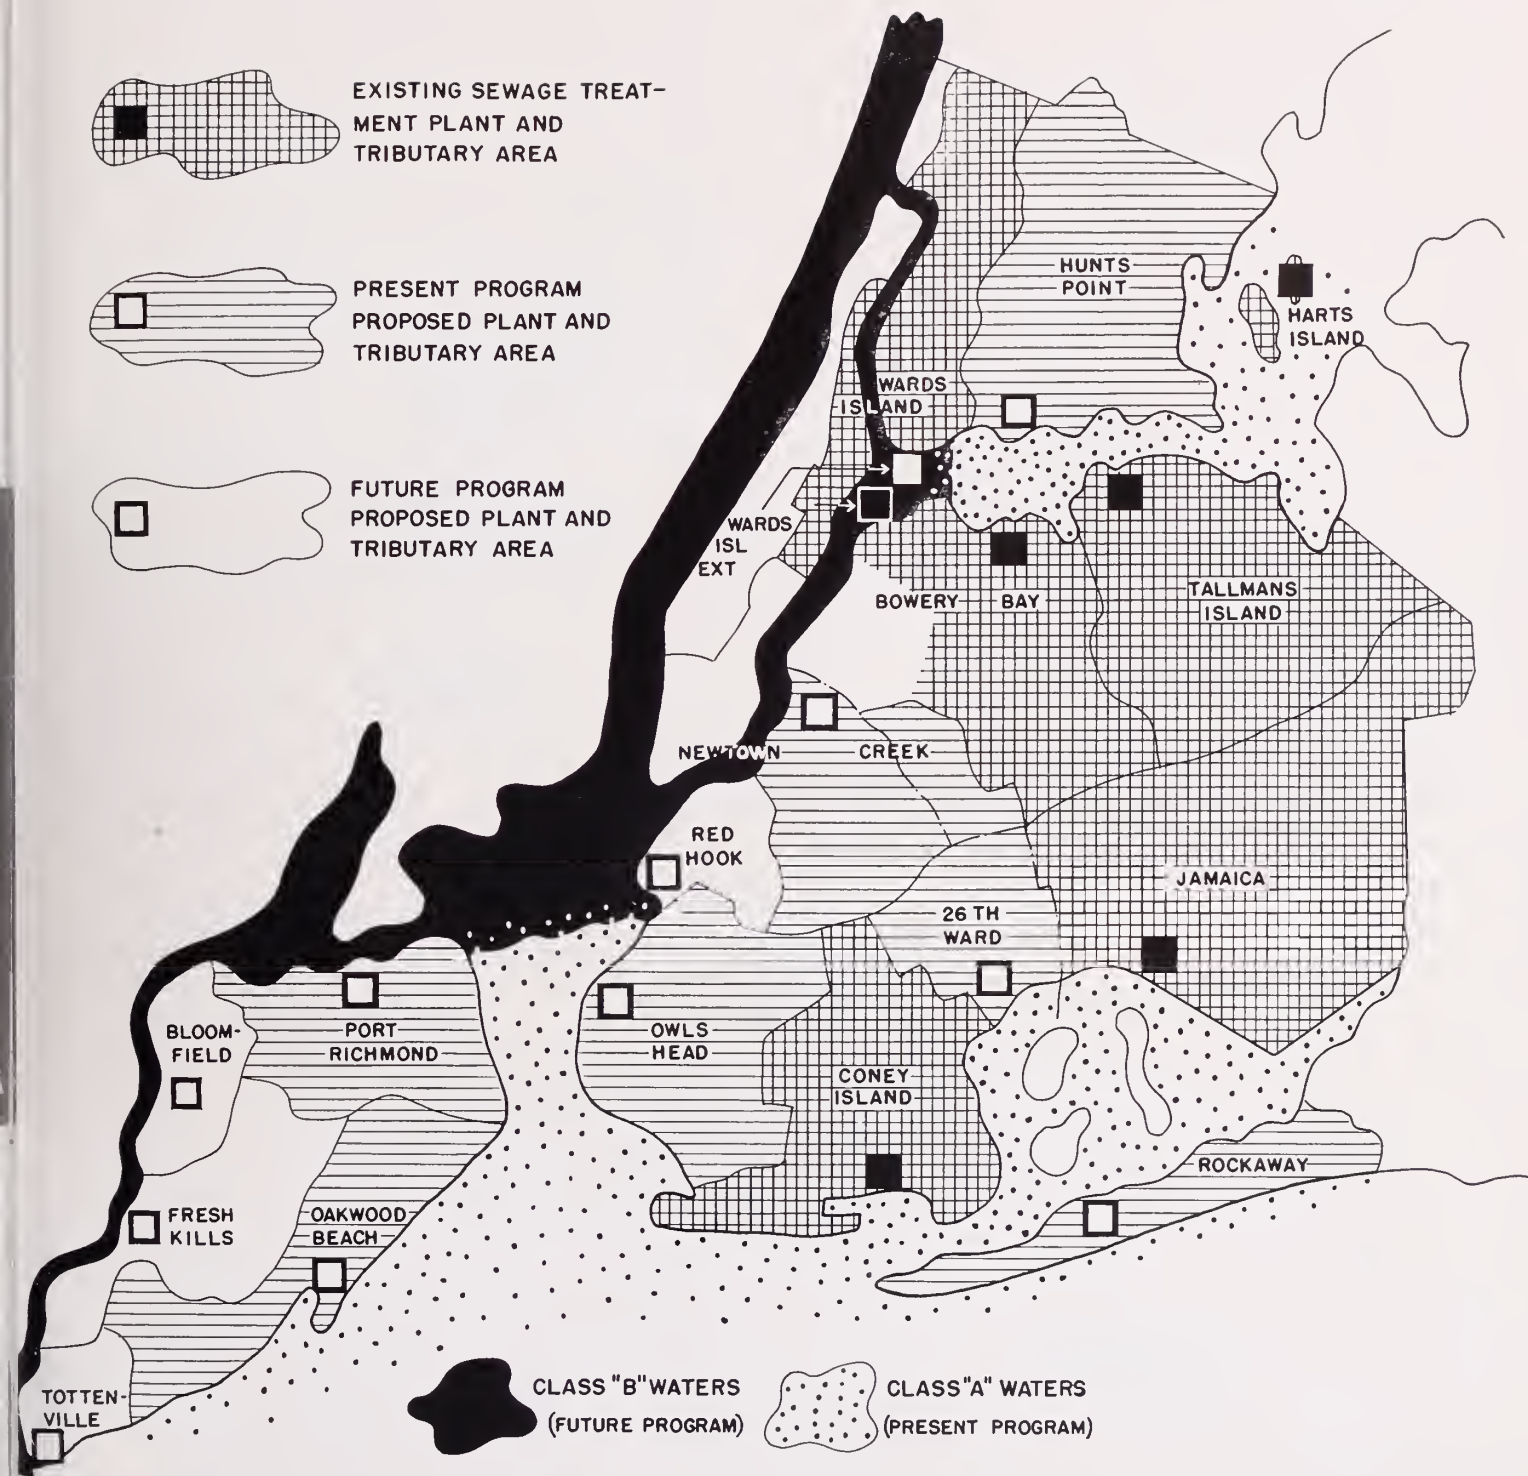 EXISTING SEWAGE TREAT-
MENT PLANT AND
TRIBUTARY AREA
PRESENT PROGRAM
PROPOSED PLANT AND
TRIBUTARY AREA
FUTURE PROGRAM
PROPOSED PLANT AND
TRIBUTARY AREA
HUNTS
POINT
HARTS
ISLAND
WARDS
ISLAND
WARDS
ISL
EXT
BOWERY BAY
TALLMANS
ISLAND
NEWTOWN CREEK
RED
HOOK
JAMAICA
26 TH
WARD
BLOOM-
FIELD
PORT
RICHMOND
OWLS
HEAD
CONEY
ISLAND
ROCKAWAY
FRESH
KILLS
OAKWOOD
BEACH
TOTTEN-
VILLE
CLASS "B" WATERS
(FUTURE PROGRAM)
CLASS "A" WATERS
(PRESENT PROGRAM)